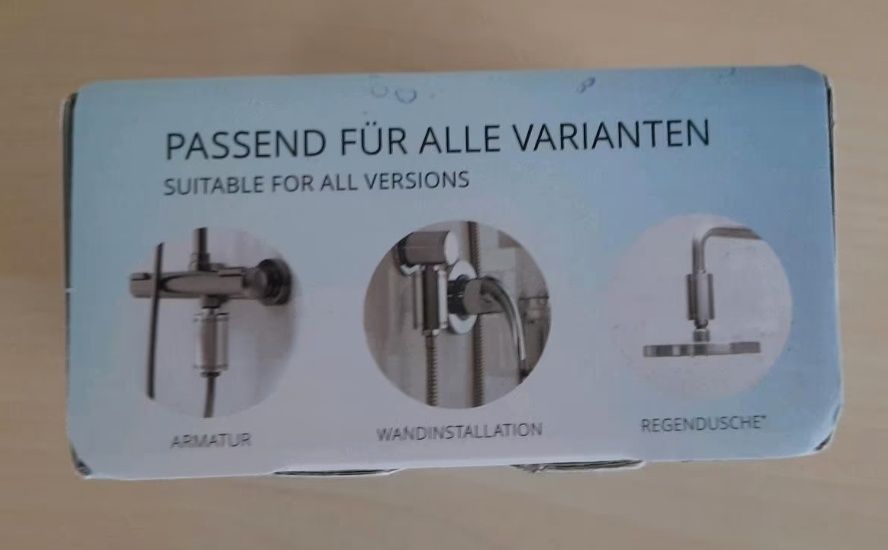 PASSEND FÜR ALLE VARIANTEN
SUITABLE FOR ALL VERSIONS
ARMATUR
WANDINSTALLATION
REGENDUSCHE*